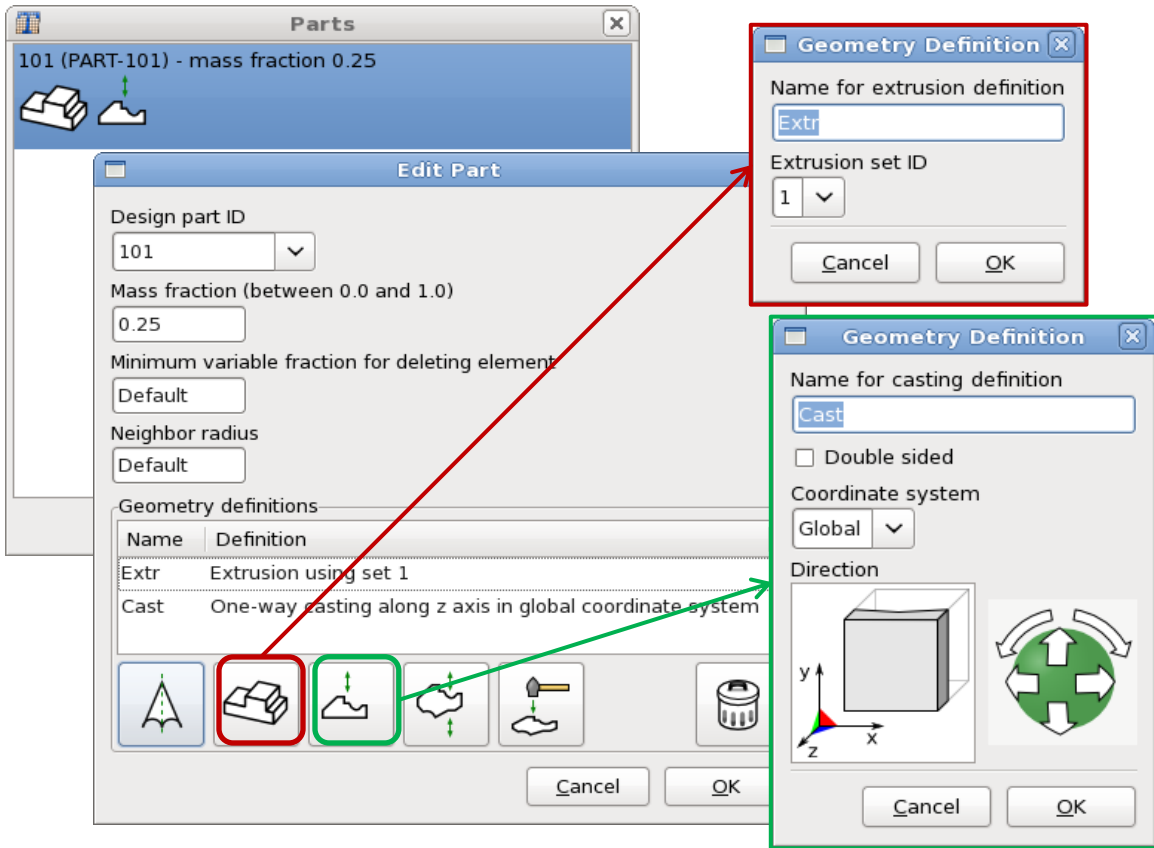 Parts
101 (PART-101) - mass fraction 0.25
Edit Part
Design part ID
101
Mass fraction (between 0.0 and 1.0)
0.25
Minimum variable fraction for deleting element
Default
Neighbor radius
Default
Geometry definitions
Name Definition
Extr Extrusion using set 1
Cast One-way casting along z axis in global coordinate system
Cancel OK
Geometry Definition
Name for extrusion definition
Extr
Extrusion set ID
1
Cancel OK
Geometry Definition
Name for casting definition
Cast
Double sided
Coordinate system
Global
Direction
y
x
z
Cancel OK